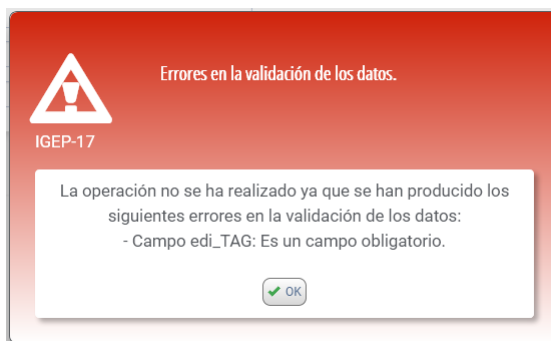 Errores en la validación de los datos.
IGEP-17
La operación no se ha realizado ya que se han producido los
siguientes errores en la validación de los datos:
- Campo edi_TAG: Es un campo obligatorio.
OK